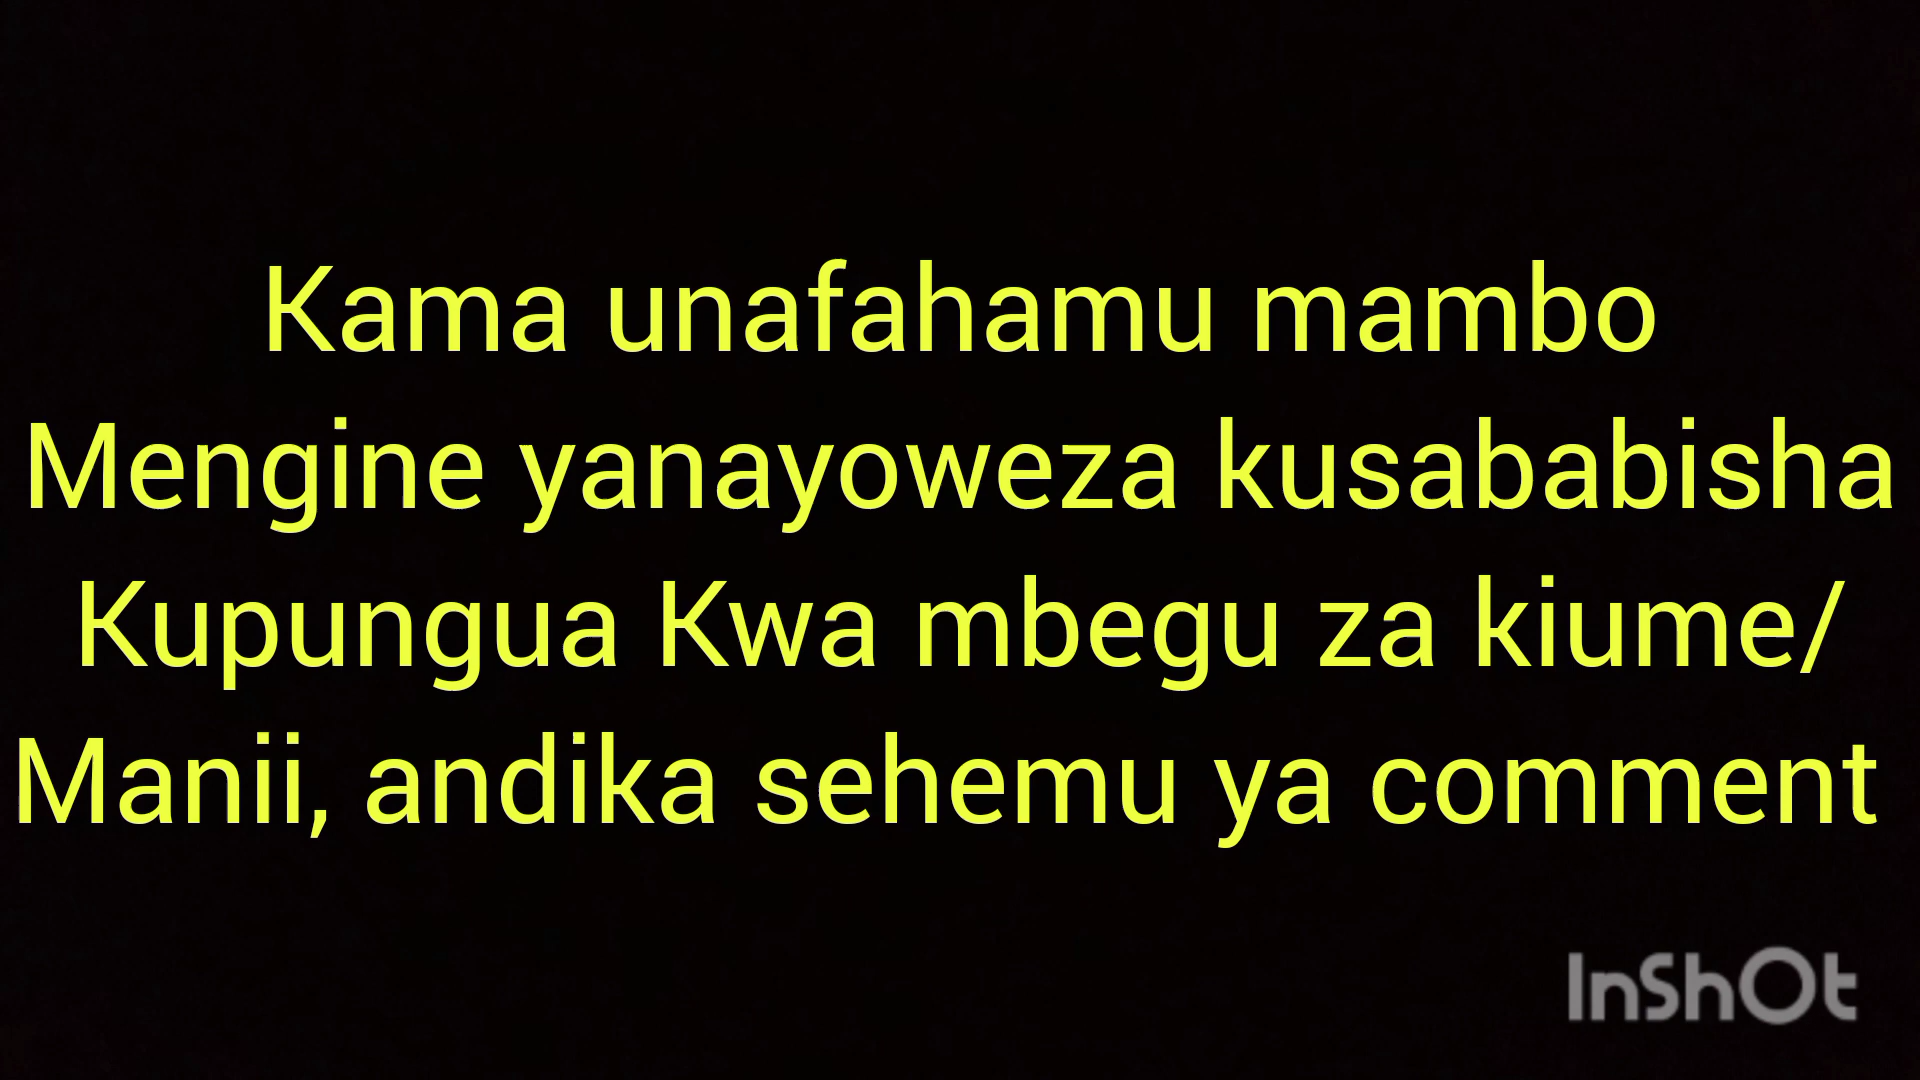 Kama unafahamu mambo
Mengine yanayoweza kusababisha
Kupungua Kwa mbegu za kiume/
Manii, andika sehemu ya comment
InShOt